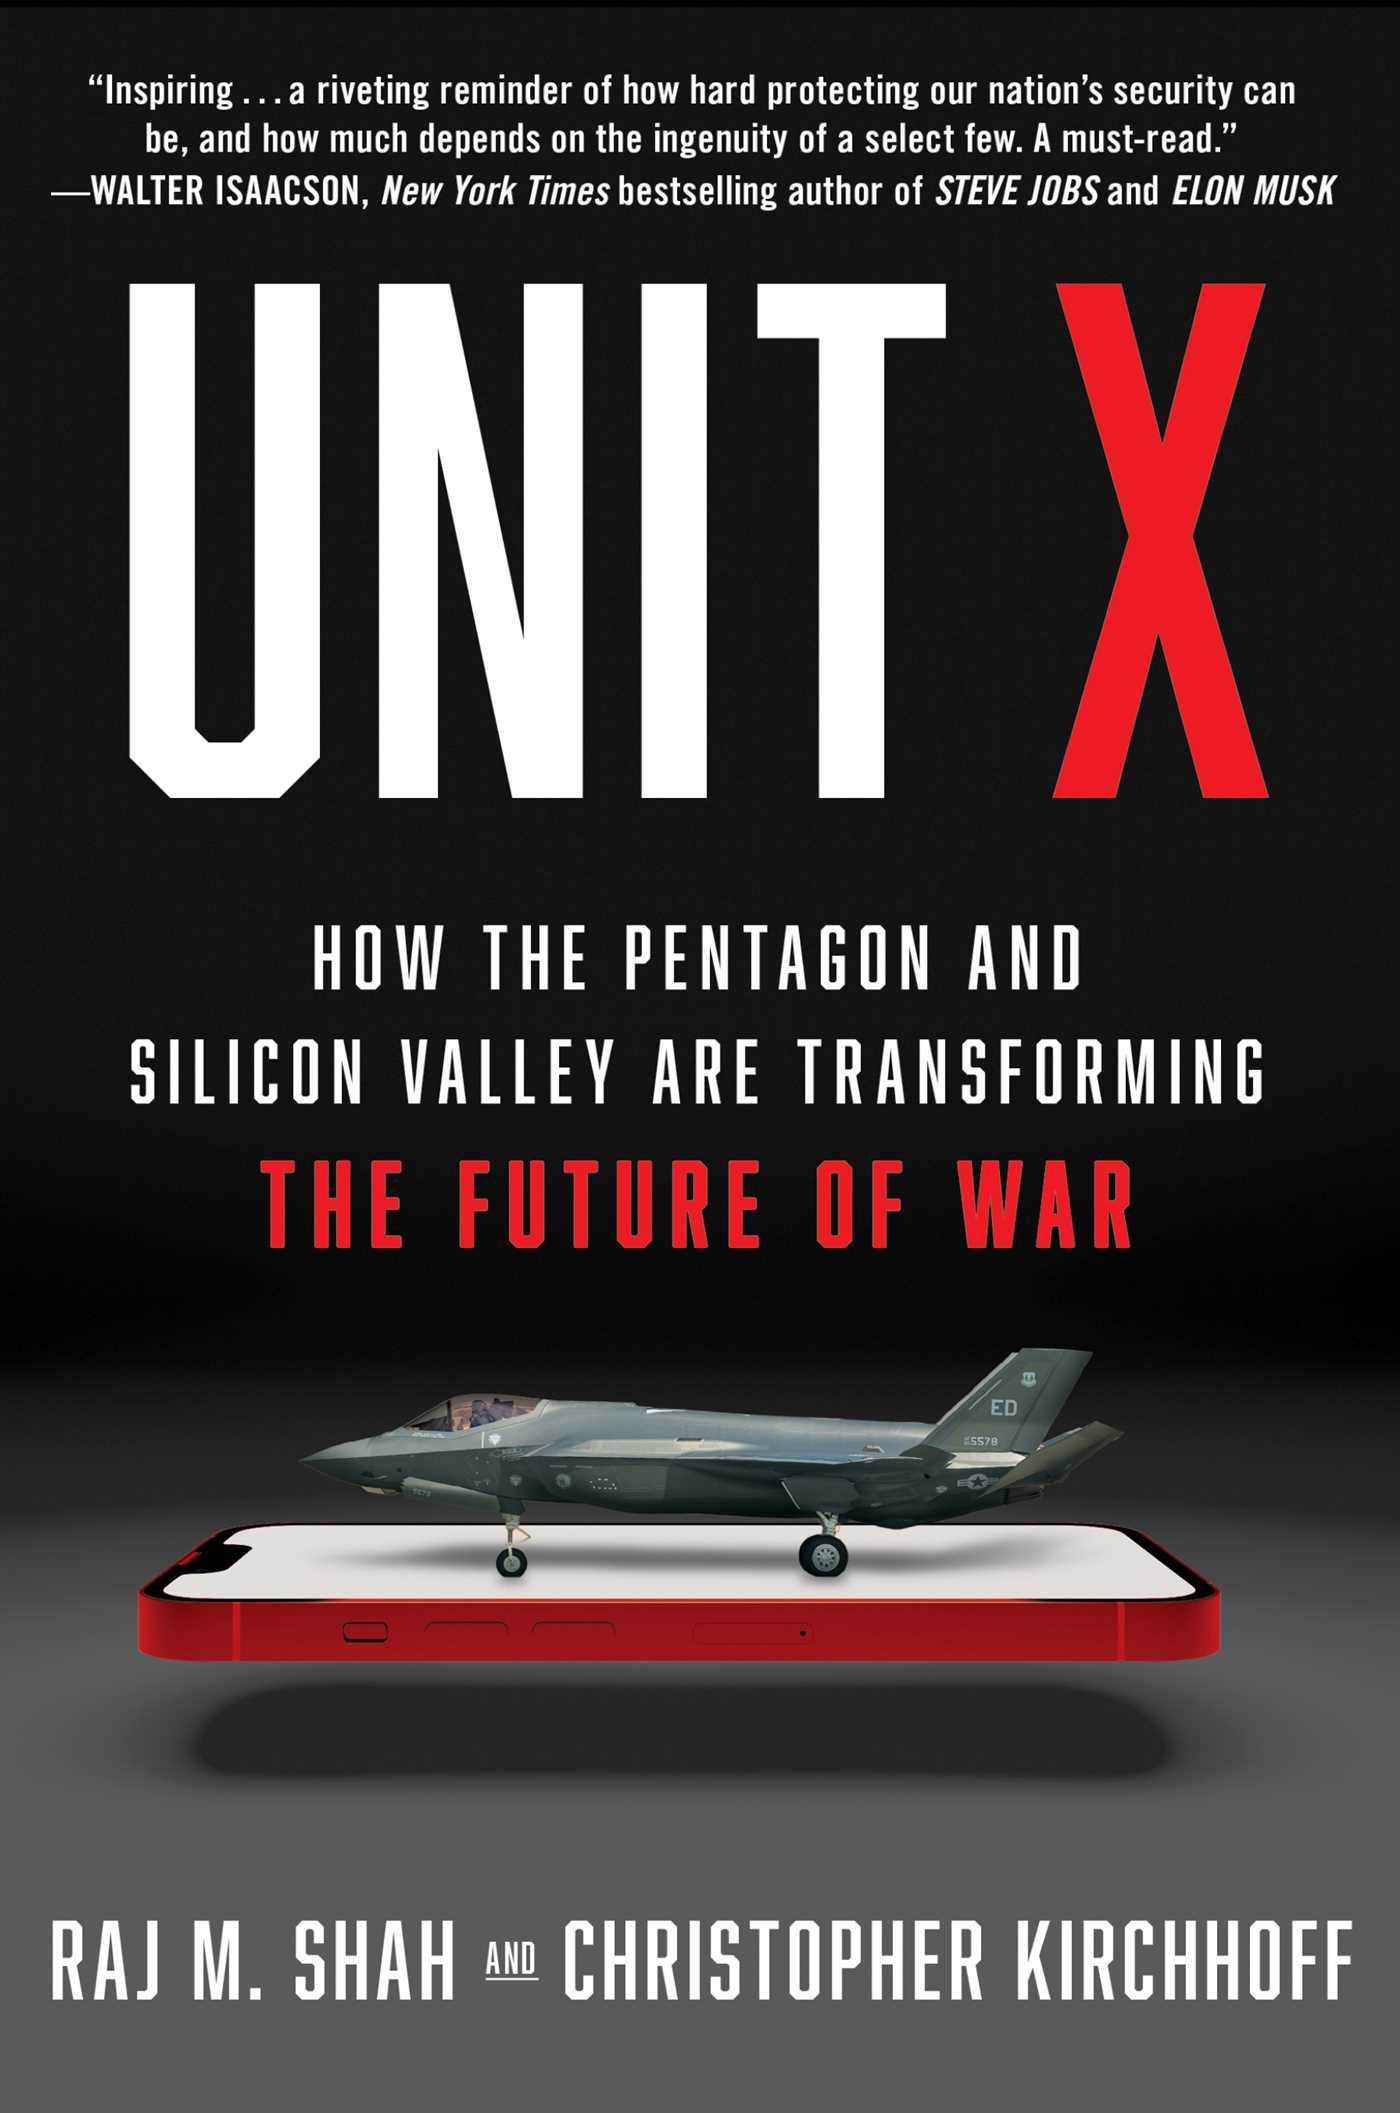 “Inspiring . . . a riveting reminder of how hard protecting our nation’s security can
be, and how much depends on the ingenuity of a select few. A must-read.”
—WALTER ISAACSON, New York Times bestselling author of STEVE JOBS and ELON MUSK
UNIT X
HOW THE PENTAGON AND
SILICON VALLEY ARE TRANSFORMING
THE FUTURE OF WAR
ED
5578
RAJ M. SHAH AND CHRISTOPHER KIRCHHOFF